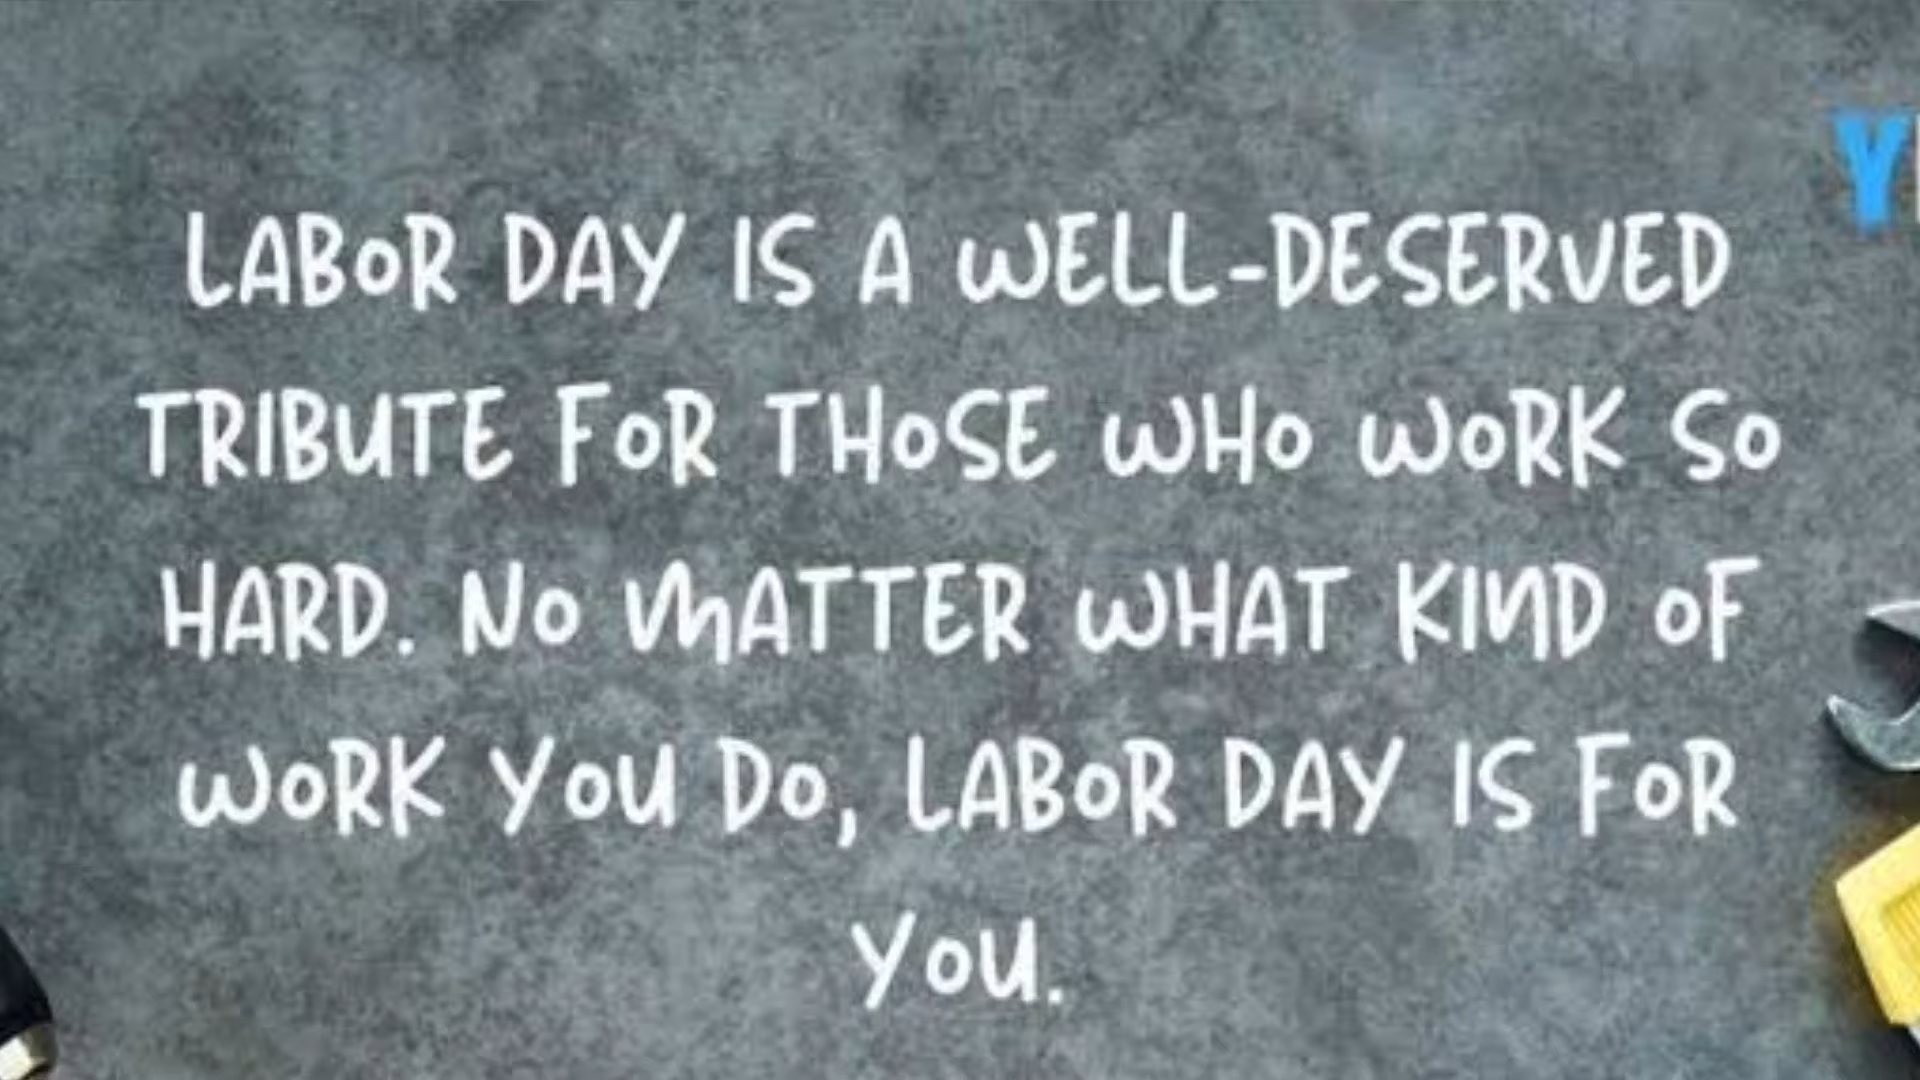 LABOR DAY IS A WELL-DESERVED
TRIBUTE FOR THOSE WHO WORK SO
HARD. NO MATTER WHAT KIND OF
WORK YOU DO, LABOR DAY IS FOR
YOU.